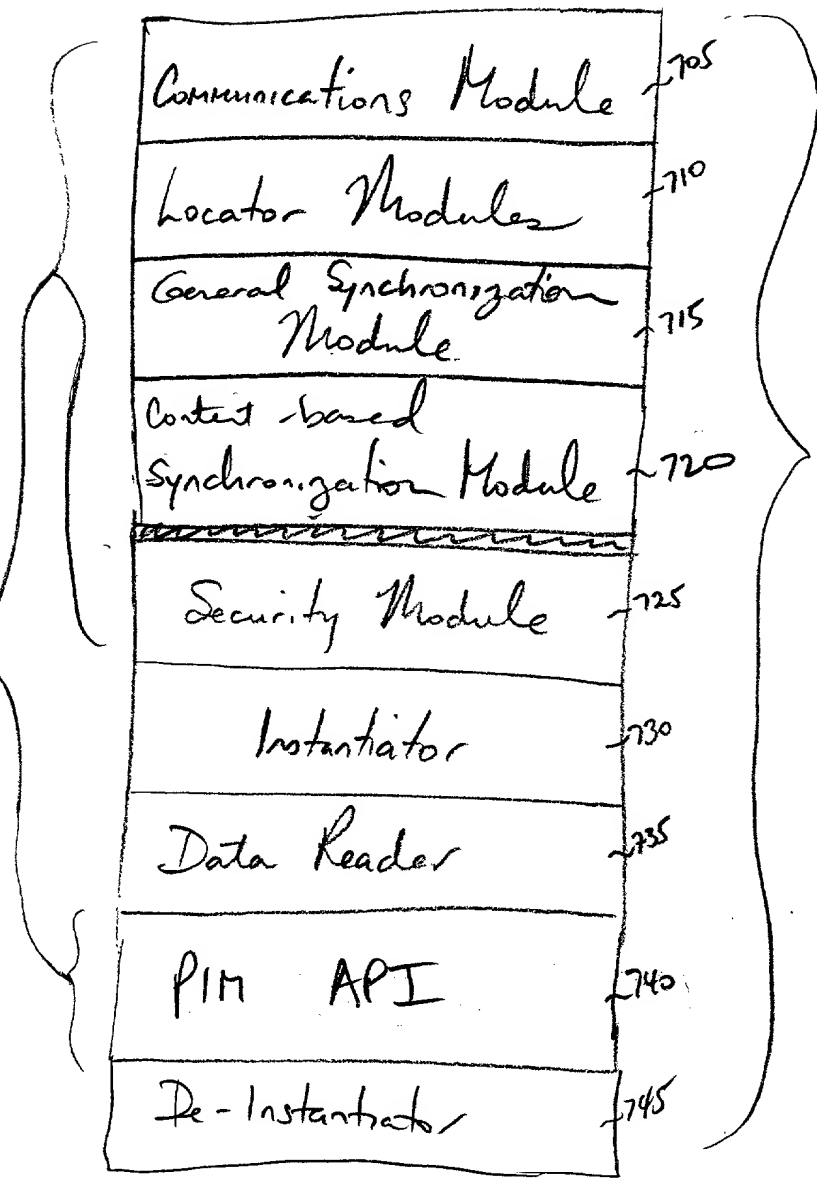 Communications Module 705
Locator Modules 710
General Synchronization
Module 715
Content-based
Synchronization Module 720
Security Module 725
Instantiator 730
Data Reader 735
PIM API 740
De-Instantiator 745